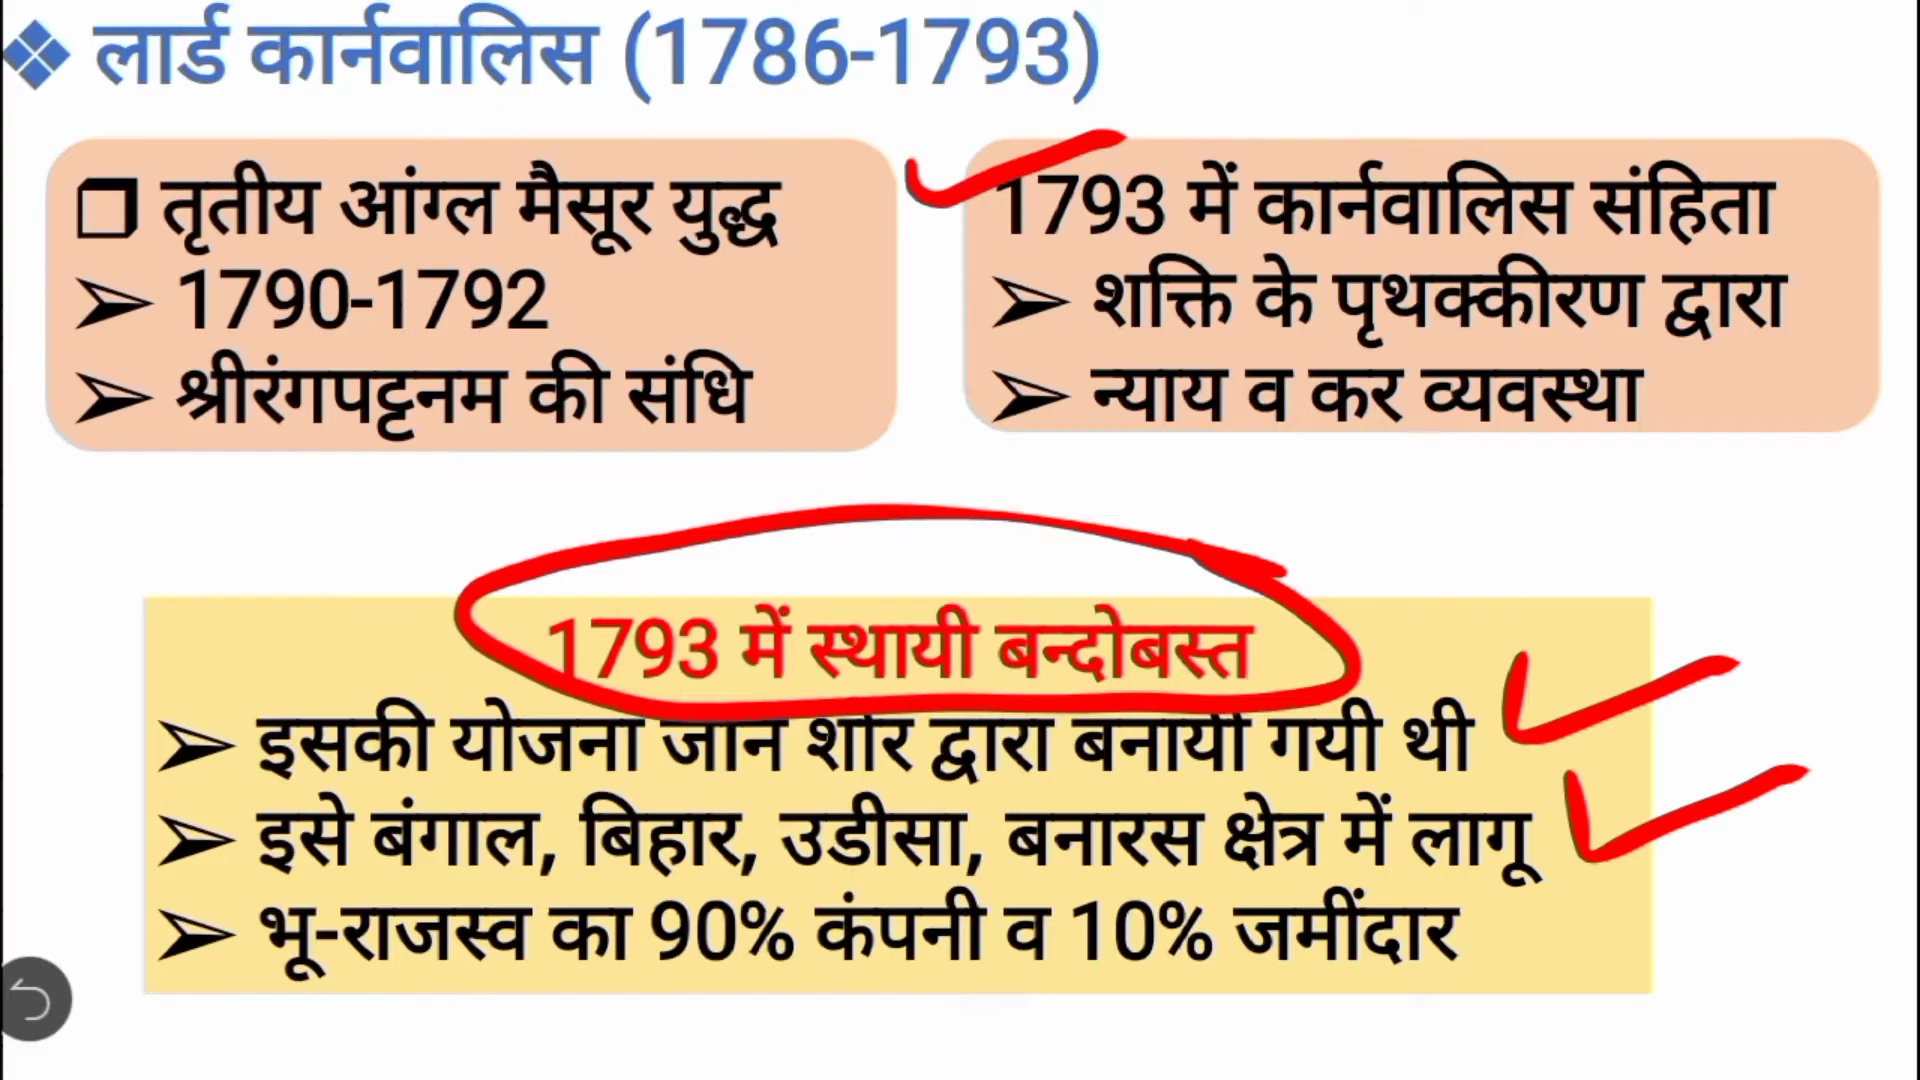 लार्ड कार्नवालिस (1786-1793)
तृतीय आंग्ल मैसूर युद्ध
1790-1792
श्रीरंगपट्टनम की संधि
1793 में कार्नवालिस संहिता
शक्ति के पृथक्कीरण द्वारा
न्याय व कर व्यवस्था
1793 में स्थायी बन्दोबस्त
इसकी योजना जान शोर द्वारा बनायी गयी थी
इसे बंगाल, बिहार, उडीसा, बनारस क्षेत्र में लागू
भू-राजस्व का 90% कंपनी व 10% जमींदार